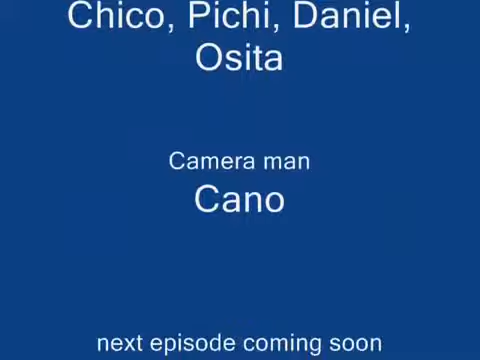 Chico, Pichi, Daniel,
Osita
Camera man
Cano
next episode coming soon